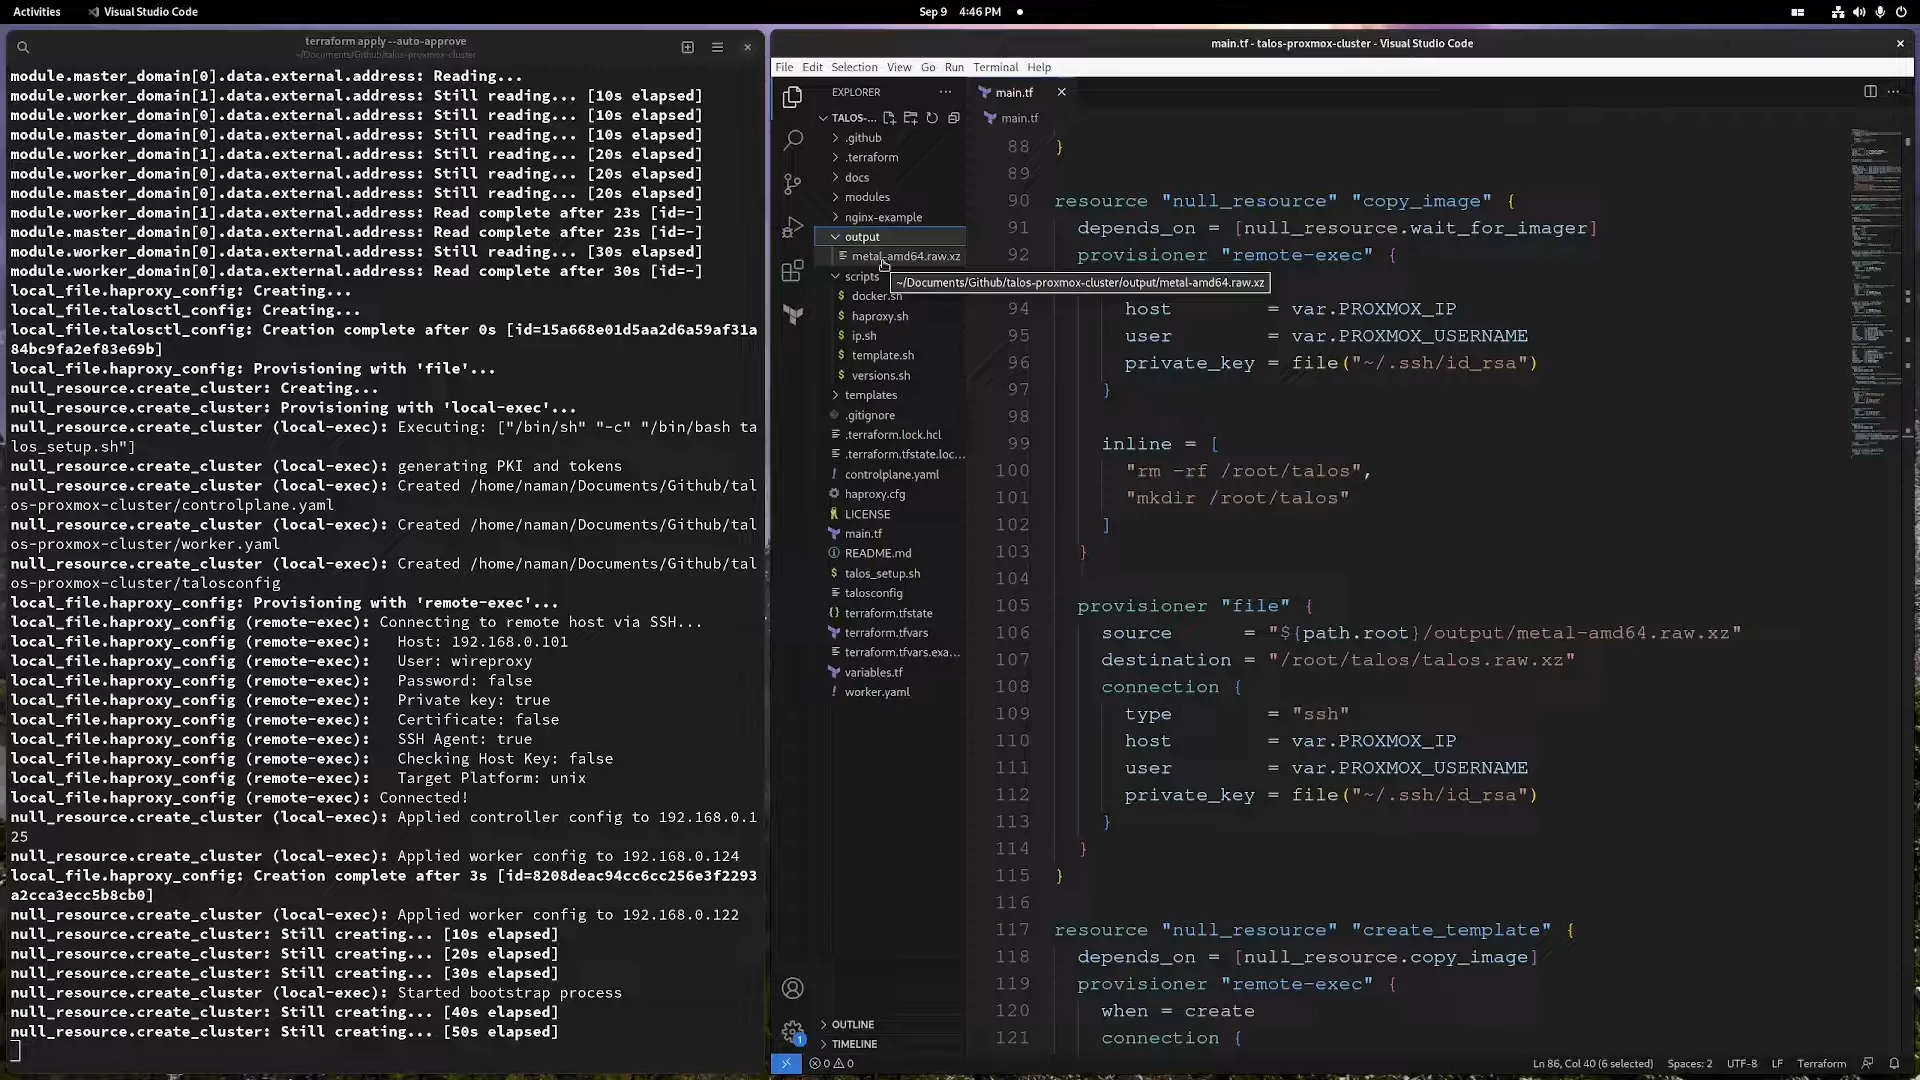 Activities
Visual Studio Code
Sep 9 4:46 PM
terraform apply --auto-approve
~/Documents/Github/talos-proxmox-cluster
module.master_domain[0].data.external.address: Reading...
module.worker_domain[1].data.external.address: Still reading... [10s elapsed]
module.worker_domain[0].data.external.address: Still reading... [10s elapsed]
module.master_domain[0].data.external.address: Still reading... [10s elapsed]
module.worker_domain[1].data.external.address: Still reading... [20s elapsed]
module.worker_domain[0].data.external.address: Still reading... [20s elapsed]
module.master_domain[0].data.external.address: Still reading... [20s elapsed]
module.worker_domain[1].data.external.address: Read complete after 23s [id=-]
module.worker_domain[0].data.external.address: Read complete after 23s [id=-]
module.master_domain[0].data.external.address: Still reading... [30s elapsed]
module.master_domain[0].data.external.address: Read complete after 30s [id=-]
local_file.haproxy_config: Creating...
local_file.talosctl_config: Creating...
local_file.talosctl_config: Creation complete after 0s [id=15a668e01d5aa2d6a59af31a
84bc9fa2ef83e69b]
local_file.haproxy_config: Provisioning with 'file'...
null_resource.create_cluster: Creating...
null_resource.create_cluster: Provisioning with 'local-exec'...
null_resource.create_cluster (local-exec): Executing: ["/bin/sh" "-c" "/bin/bash ta
los_setup.sh"]
null_resource.create_cluster (local-exec): generating PKI and tokens
null_resource.create_cluster (local-exec): Created /home/naman/Documents/Github/tal
os-proxmox-cluster/controlplane.yaml
null_resource.create_cluster (local-exec): Created /home/naman/Documents/Github/tal
os-proxmox-cluster/worker.yaml
null_resource.create_cluster (local-exec): Created /home/naman/Documents/Github/tal
os-proxmox-cluster/talosconfig
local_file.haproxy_config: Provisioning with 'remote-exec'...
local_file.haproxy_config (remote-exec): Connecting to remote host via SSH...
local_file.haproxy_config (remote-exec):   Host: 192.168.0.101
local_file.haproxy_config (remote-exec):   User: wireproxy
local_file.haproxy_config (remote-exec):   Password: false
local_file.haproxy_config (remote-exec):   Private key: true
local_file.haproxy_config (remote-exec):   Certificate: false
local_file.haproxy_config (remote-exec):   SSH Agent: true
local_file.haproxy_config (remote-exec):   Checking Host Key: false
local_file.haproxy_config (remote-exec):   Target Platform: unix
local_file.haproxy_config (remote-exec): Connected!
null_resource.create_cluster (local-exec): Applied controller config to 192.168.0.1
25
null_resource.create_cluster (local-exec): Applied worker config to 192.168.0.124
local_file.haproxy_config: Creation complete after 3s [id=8208deac94cc6cc256e3f2293
a2cca3ecc5b8cb0]
null_resource.create_cluster (local-exec): Applied worker config to 192.168.0.122
null_resource.create_cluster: Still creating... [10s elapsed]
null_resource.create_cluster: Still creating... [20s elapsed]
null_resource.create_cluster: Still creating... [30s elapsed]
null_resource.create_cluster (local-exec): Started bootstrap process
null_resource.create_cluster: Still creating... [40s elapsed]
null_resource.create_cluster: Still creating... [50s elapsed]
main.tf - talos-proxmox-cluster - Visual Studio Code
File Edit Selection View Go Run Terminal Help
EXPLORER
TALOS-...
.github
.terraform
docs
modules
nginx-example
output
metal-amd64.raw.xz
~/Documents/Github/talos-proxmox-cluster/output/metal-amd64.raw.xz
scripts
docker.sh
haproxy.sh
ip.sh
template.sh
versions.sh
templates
.gitignore
.terraform.lock.hcl
.terraform.tfstate.loc...
controlplane.yaml
haproxy.cfg
LICENSE
main.tf
README.md
talos_setup.sh
talosconfig
terraform.tfstate
terraform.tfvars
terraform.tfvars.exa...
variables.tf
worker.yaml
OUTLINE
TIMELINE
main.tf
main.tf
88 }
89
90 resource "null_resource" "copy_image" {
91   depends_on = [null_resource.wait_for_imager]
92   provisioner "remote-exec" {
94       host        = var.PROXMOX_IP
95       user        = var.PROXMOX_USERNAME
96       private_key = file("~/.ssh/id_rsa")
97     }
98
99     inline = [
100       "rm -rf /root/talos",
101       "mkdir /root/talos"
102     ]
103   }
104
105   provisioner "file" {
106     source      = "${path.root}/output/metal-amd64.raw.xz"
107     destination = "/root/talos/talos.raw.xz"
108     connection {
109       type        = "ssh"
110       host        = var.PROXMOX_IP
111       user        = var.PROXMOX_USERNAME
112       private_key = file("~/.ssh/id_rsa")
113     }
114   }
115 }
116
117 resource "null_resource" "create_template" {
118   depends_on = [null_resource.copy_image]
119   provisioner "remote-exec" {
120     when = create
121     connection {
1
0 0
Ln 86, Col 40 (6 selected) Spaces: 2 UTF-8 LF Terraform